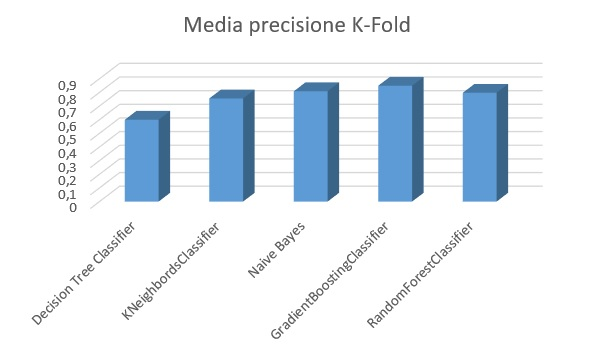 Media precisione K-Fold
0,9
0,8
0,7
0,6
0,5
0,4
0,3
0,2
0,1
0
Decision Tree Classifier
KNeighbordsClassifier
Naive Bayes
GradientBoostingClassifier
RandomForestClassifier